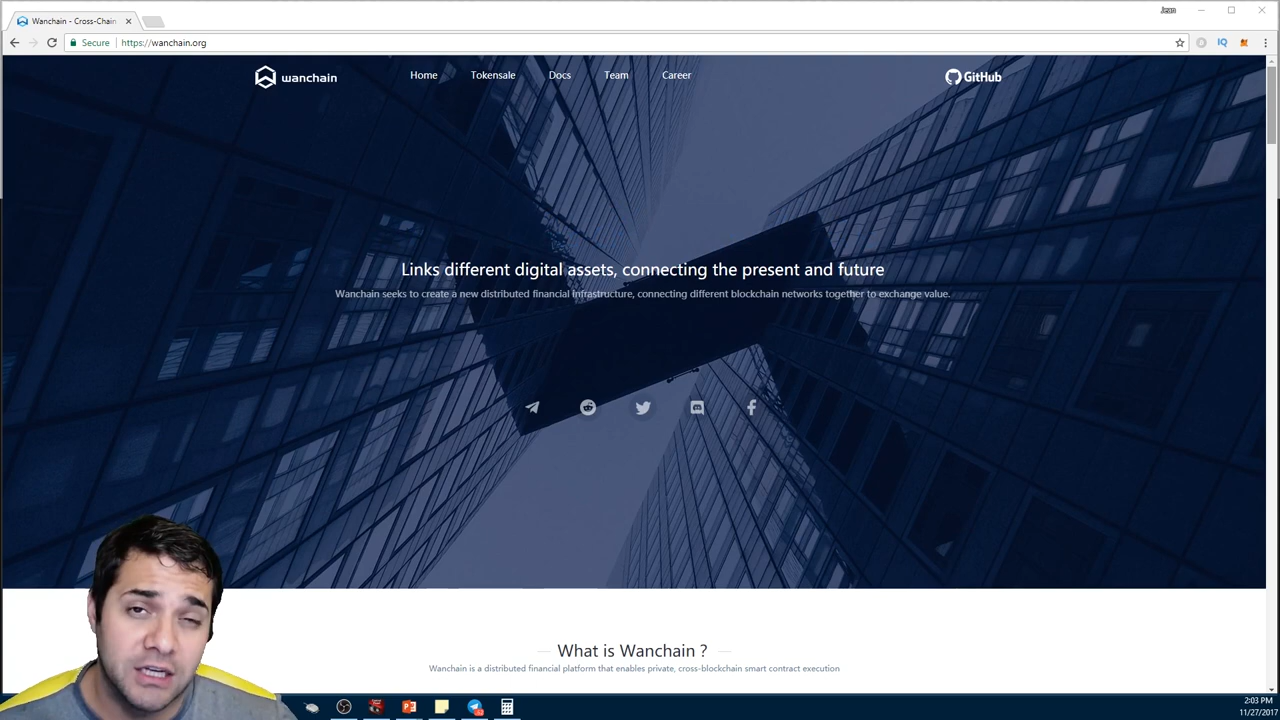 Wanchain - Cross-Chain
Jean
Secure
https://wanchain.org
IQ
wanchain
Home
Tokensale
Docs
Team
Career
GitHub
Links different digital assets, connecting the present and future
Wanchain seeks to create a new distributed financial infrastructure, connecting different blockchain networks together to exchange value.
What is Wanchain ?
Wanchain is a distributed financial platform that enables private, cross-blockchain smart contract execution
2:03 PM
11/27/2017